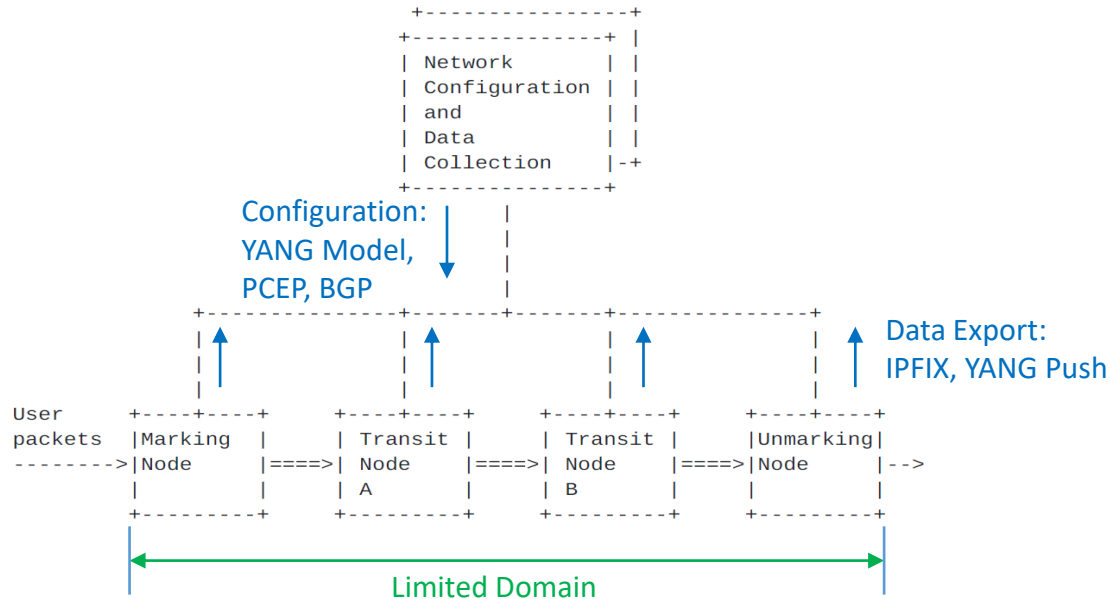 Network
Configuration
and
Data
Collection
Configuration:
YANG Model,
PCEP, BGP
Data Export:
IPFIX, YANG Push
User
packets
Marking
Node
Transit
Node
A
Transit
Node
B
Unmarking
Node
Limited Domain